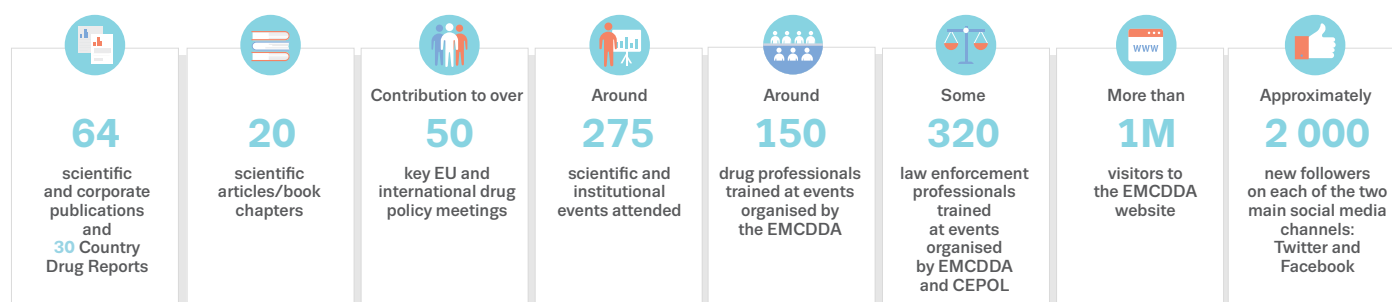 64
scientific
and corporate
publications
and
30 Country
Drug Reports
20
scientific
articles/book
chapters
Contribution to over
50
key EU and
international drug
policy meetings
Around
275
scientific and
institutional
events attended
Around
150
drug professionals
trained at events
organised by
the EMCDDA
Some
320
law enforcement
professionals
trained
at events
organised
by EMCDDA
and CEPOL
WWW
More than
1M
visitors to
the EMCDDA
website
Approximately
2 000
new followers
on each of the two
main social media
channels:
Twitter and
Facebook